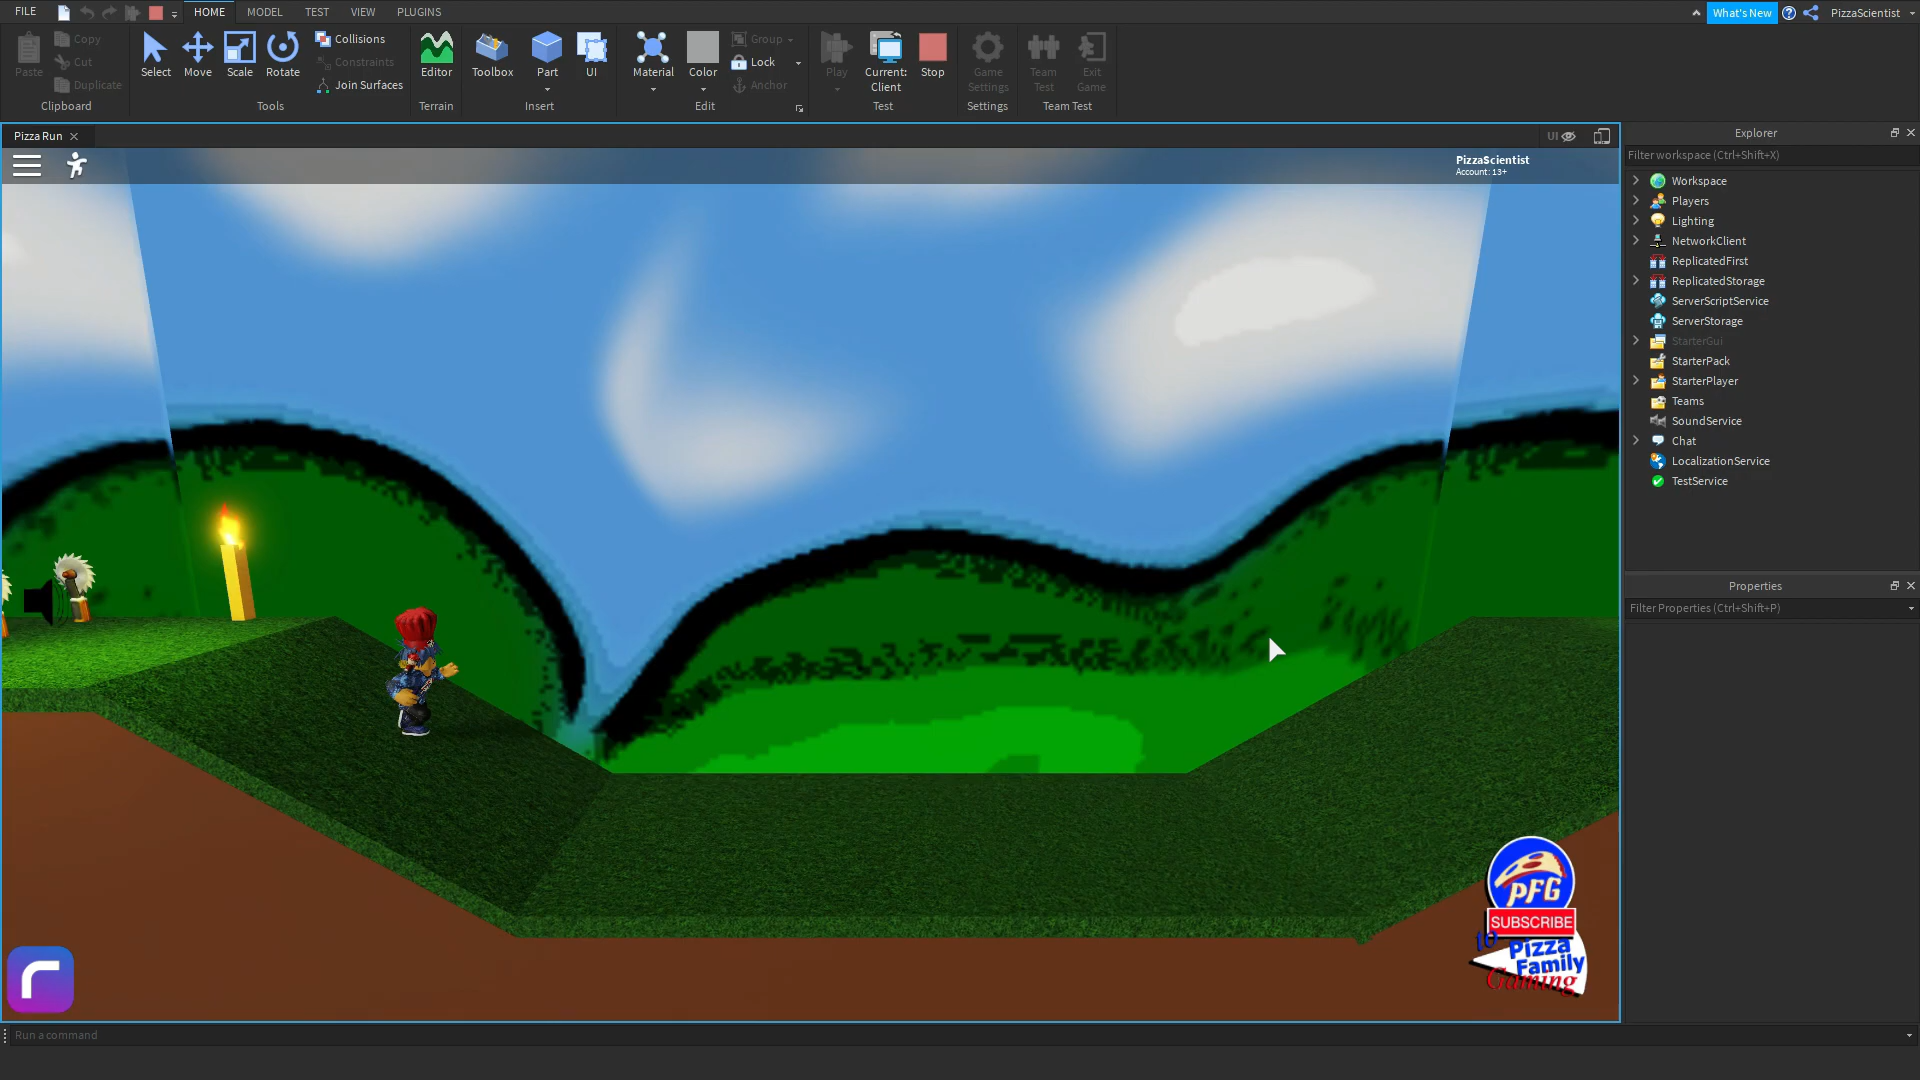 FILE
HOME
MODEL
TEST
VIEW
PLUGINS
What's New
PizzaScientist
Paste
Copy
Cut
Duplicate
Clipboard
Select
Move
Scale
Rotate
Collisions
Constraints
Join Surfaces
Tools
Editor
Terrain
Toolbox
Part
UI
Insert
Material
Color
Group
Lock
Anchor
Edit
Play
Current:
Client
Stop
Test
Game
Settings
Settings
Team
Test
Exit
Game
Team Test
Pizza Run
UI
PizzaScientist
Account: 13+
Explorer
Filter workspace (Ctrl+Shift+X)
Workspace
Players
Lighting
NetworkClient
ReplicatedFirst
ReplicatedStorage
ServerScriptService
ServerStorage
StarterGui
StarterPack
StarterPlayer
Teams
SoundService
Chat
LocalizationService
TestService
Properties
Filter Properties (Ctrl+Shift+P)
PFG
SUBSCRIBE
to
Pizza
Family
Gaming
Run a command